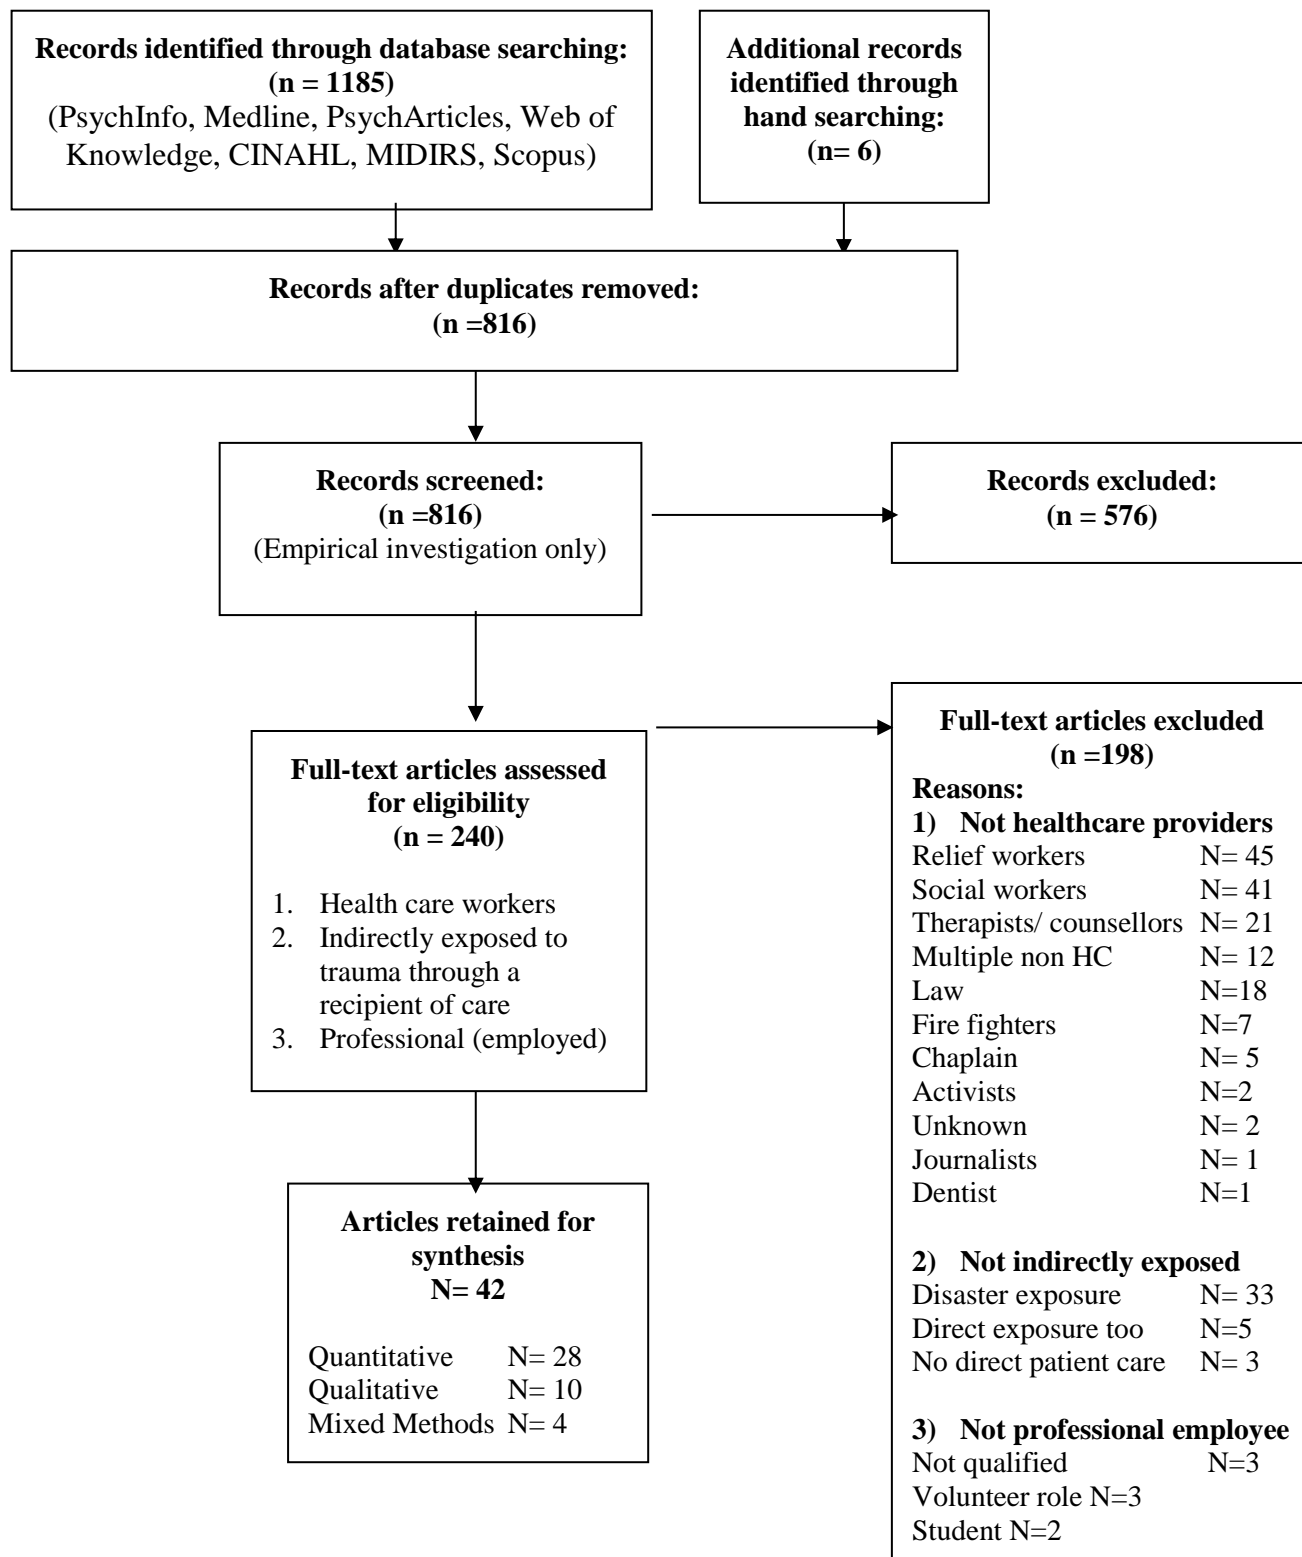 Records identified through database searching:
(n = 1185)
(PsychInfo, Medline, PsychArticles, Web of
Knowledge, CINAHL, MIDIRS, Scopus)
Additional records
identified through
hand searching:
(n= 6)
Records after duplicates removed:
(n =816)
Records screened:
(n =816)
(Empirical investigation only)
Records excluded:
(n = 576)
Full-text articles assessed
for eligibility
(n = 240)
1. Health care workers
2. Indirectly exposed to
trauma through a
recipient of care
3. Professional (employed)
Full-text articles excluded
(n =198)
Reasons:
1) Not healthcare providers
Relief workers N= 45
Social workers N= 41
Therapists/ counsellors N= 21
Multiple non HC N= 12
Law N=18
Fire fighters N=7
Chaplain N= 5
Activists N=2
Unknown N= 2
Journalists N= 1
Dentist N=1
2) Not indirectly exposed
Disaster exposure N= 33
Direct exposure too N=5
No direct patient care N= 3
3) Not professional employee
Not qualified N=3
Volunteer role N=3
Student N=2
Articles retained for
synthesis
N= 42
Quantitative N= 28
Qualitative N= 10
Mixed Methods N= 4